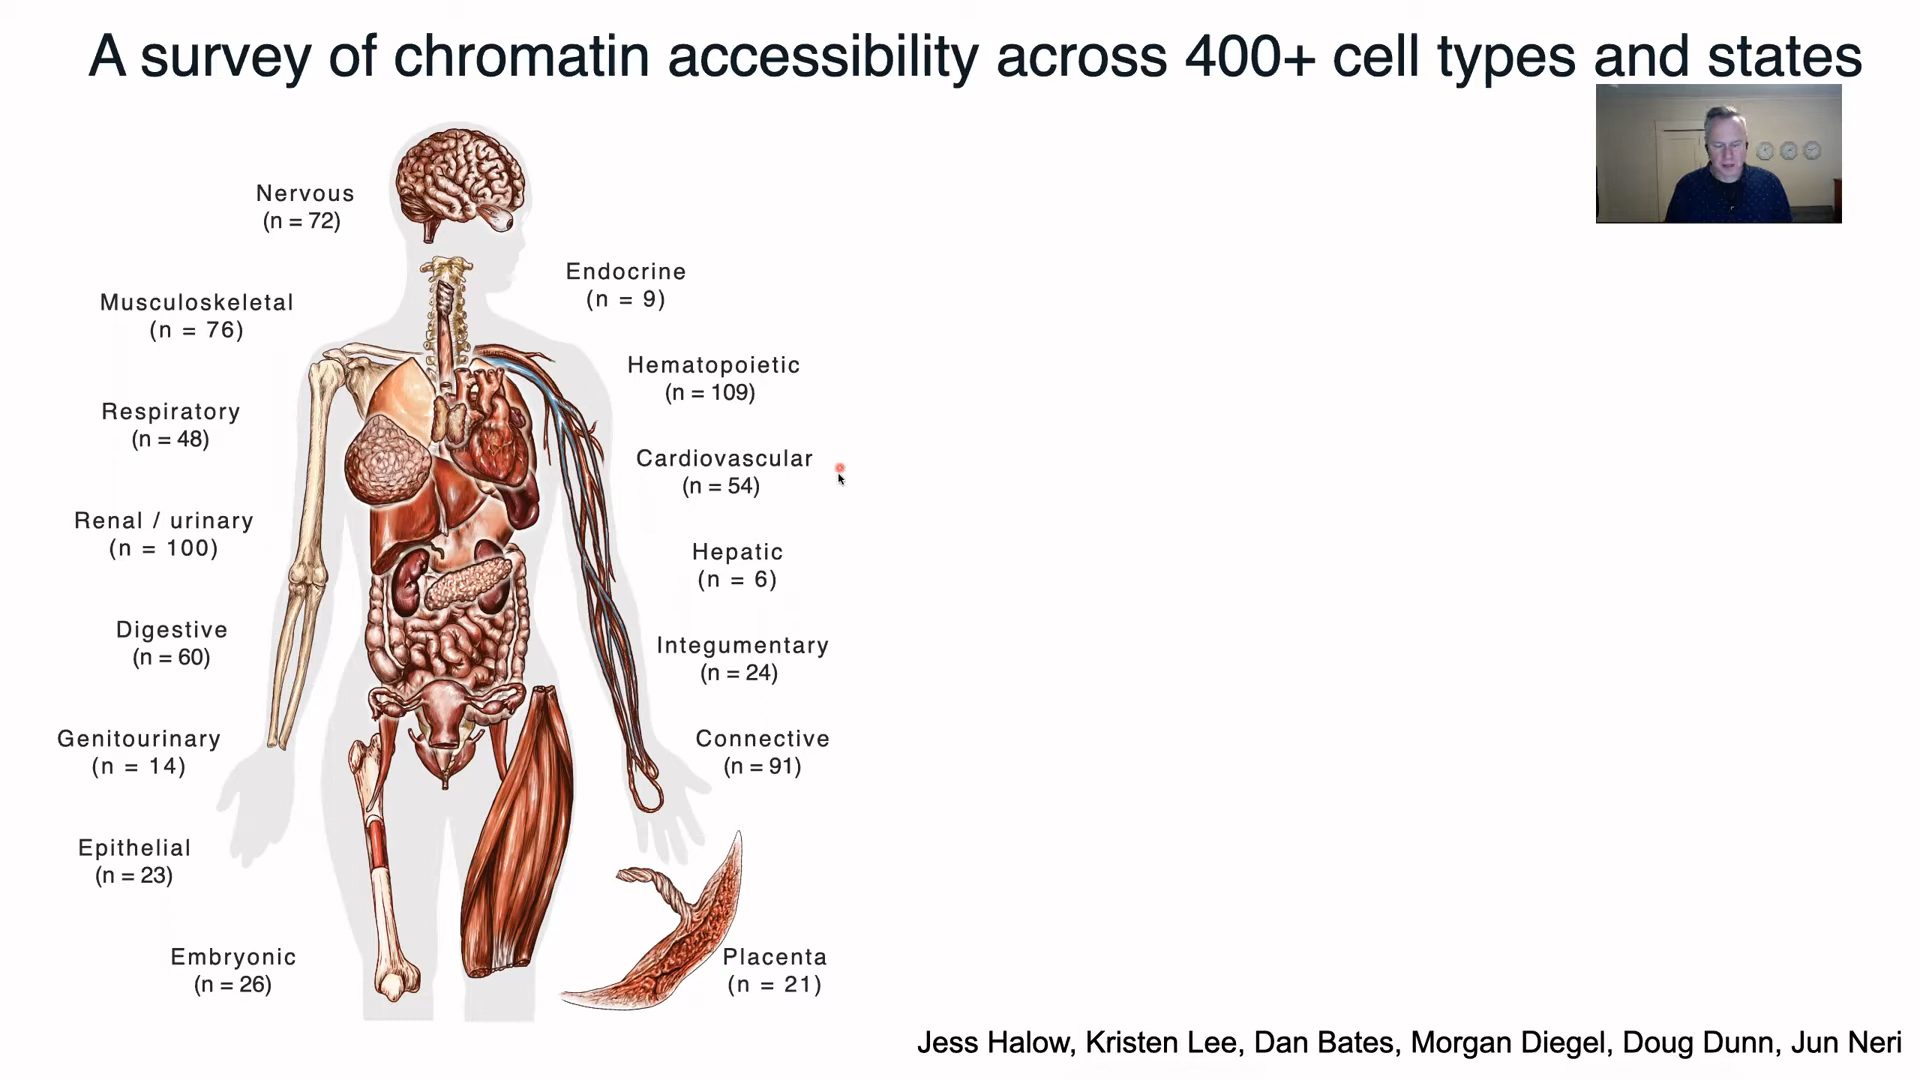 A survey of chromatin accessibility across 400+ cell types and states
Nervous
(n = 72)
Endocrine
(n = 9)
Musculoskeletal
(n = 76)
Hematopoietic
(n = 109)
Respiratory
(n = 48)
Cardiovascular
(n = 54)
Renal / urinary
(n = 100)
Hepatic
(n = 6)
Digestive
(n = 60)
Integumentary
(n = 24)
Genitourinary
(n = 14)
Connective
(n = 91)
Epithelial
(n = 23)
Embryonic
(n = 26)
Placenta
(n = 21)
Jess Halow, Kristen Lee, Dan Bates, Morgan Diegel, Doug Dunn, Jun Neri